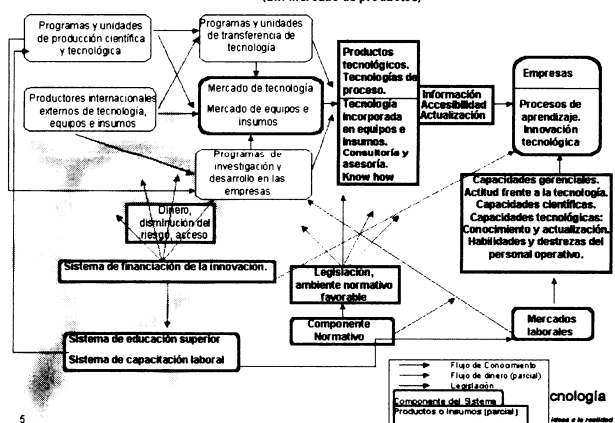 (Sin mercado de productos)
Programas y unidades
de producción científica
y tecnológica
Programas y unidades
de transferencia de
tecnología
Productos
tecnológicos.
Tecnologías de
proceso.
Tecnología
incorporada
en equipos e
insumos.
Consultoría y
asesoría.
Know how
Información
Accesibilidad
Actualización
Empresas
Procesos de
aprendizaje.
Innovación
tecnológica
Productores internacionales
externos de tecnología,
equipos e insumos
Mercado de tecnología
Mercado de equipos e
insumos
Programas de
investigación y
desarrollo en las
empresas
Dinero,
disminución del
riesgo, acceso
Capacidades gerenciales.
Actitud frente a la tecnología.
Capacidades científicas.
Capacidades tecnológicas:
Conocimiento y actualización.
Habilidades y destrezas del
personal operativo.
Sistema de financiación de la innovación.
Legislación,
ambiente normativo
favorable
Componente
Normativo
Mercados
laborales
Sistema de educación superior
Sistema de capacitación laboral
Flujo de Conocimiento
Flujo de dinero (parcial)
Legislación
Componente del Sistema
Productos o insumos (parcial)
cnología
ideas a la realidad
5